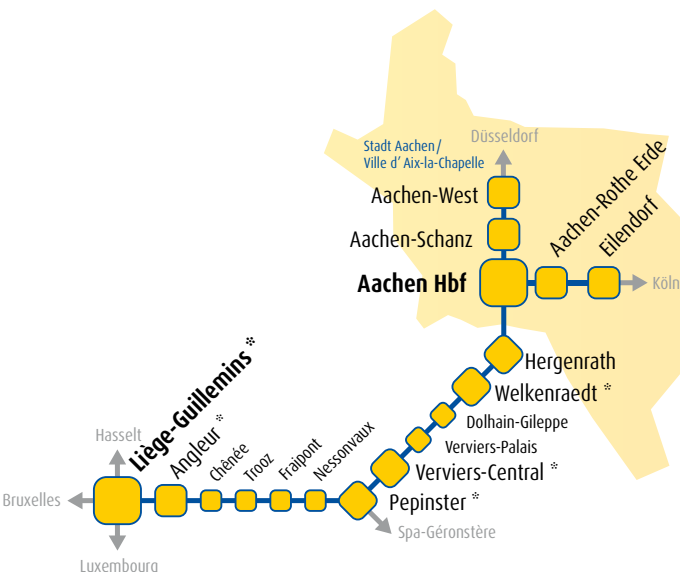 Düsseldorf
Stadt Aachen/
Ville d' Aix-la-Chapelle
Aachen-West
Aachen-Schanz
Aachen Hbf
Aachen-Rothe Erde
Eilendorf
Köln
Hergenrath
Welkenraedt *
Dolhain-Gileppe
Verviers-Palais
Verviers-Central *
Pepinster *
Spa-Géronstère
Nessonvaux
Fraipont
Trooz
Chênée
Angleur *
Liège-Guillemins *
Hasselt
Bruxelles
Luxembourg